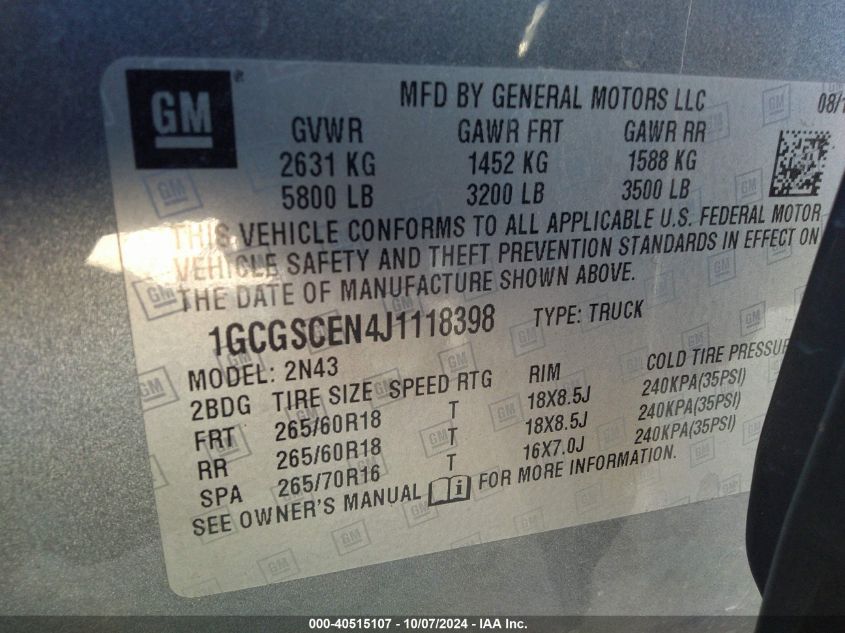 GM ®
MFD BY GENERAL MOTORS LLC 08/1
GVWR GAWR FRT GAWR RR
2631 KG 1452 KG 1588 KG
5800 LB 3200 LB 3500 LB
THIS VEHICLE CONFORMS TO ALL APPLICABLE U.S. FEDERAL MOTOR
VEHICLE SAFETY AND THEFT PREVENTION STANDARDS IN EFFECT ON
THE DATE OF MANUFACTURE SHOWN ABOVE.
1GCGSCEN4J1118398 TYPE: TRUCK
MODEL: 2N43
2BDG TIRE SIZE SPEED RTG RIM COLD TIRE PRESSUR
FRT 265/60R18 T 18X8.5J 240KPA(35PSI)
RR 265/60R18 T 18X8.5J 240KPA(35PSI)
SPA 265/70R16 T 16X7.0J 240KPA(35PSI)
SEE OWNER'S MANUAL i FOR MORE INFORMATION.
000-40515107 - 10/07/2024 - IAA Inc.